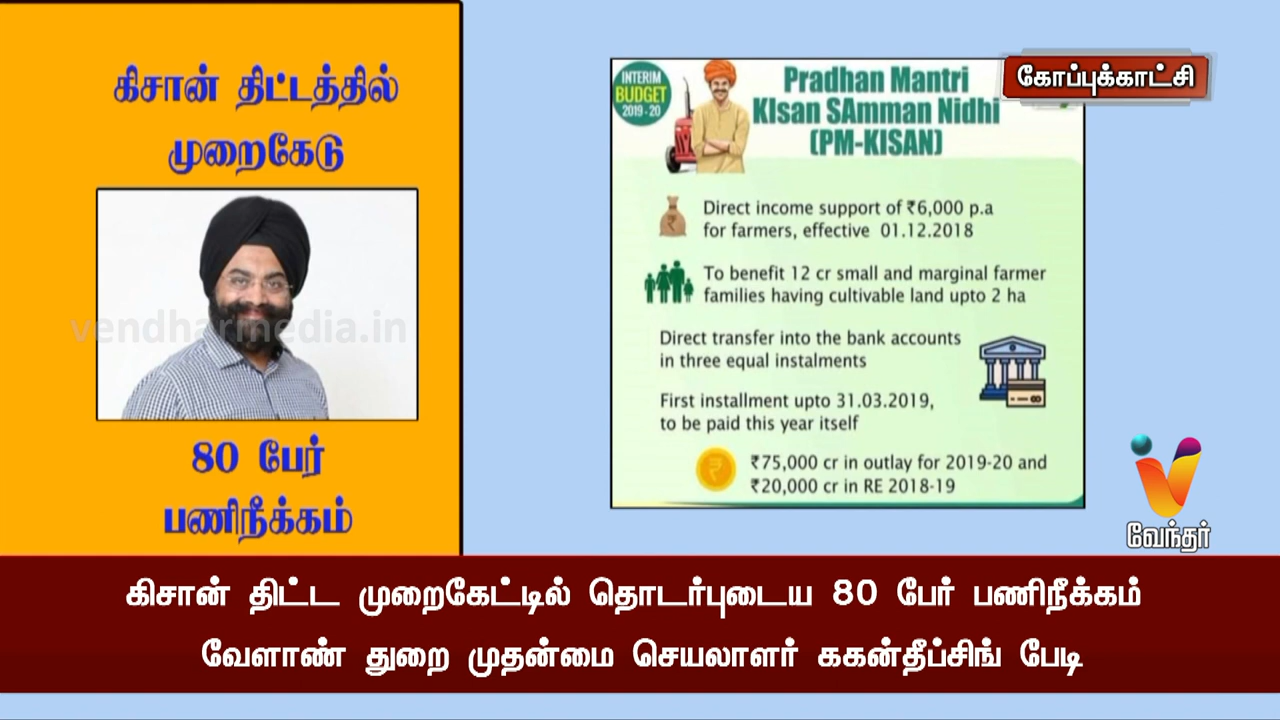 கிசான் திட்டத்தில்
முறைகேடு
vendharmedia.in
80 பேர்
பணிநீக்கம்
கோப்புக்காட்சி
INTERIM
BUDGET
2019-20
Pradhan Mantri
KIsan SAmman Nidhi
(PM-KISAN)
Direct income support of ₹6,000 p.a
for farmers, effective 01.12.2018
To benefit 12 cr small and marginal farmer
families having cultivable land upto 2 ha
Direct transfer into the bank accounts
in three equal instalments
First installment upto 31.03.2019,
to be paid this year itself
₹75,000 cr in outlay for 2019-20 and
₹20,000 cr in RE 2018-19
வேந்தர்
கிசான் திட்ட முறைகேட்டில் தொடர்புடைய 80 பேர் பணிநீக்கம்
வேளாண் துறை முதன்மை செயலாளர் ககன்தீப்சிங் பேடி